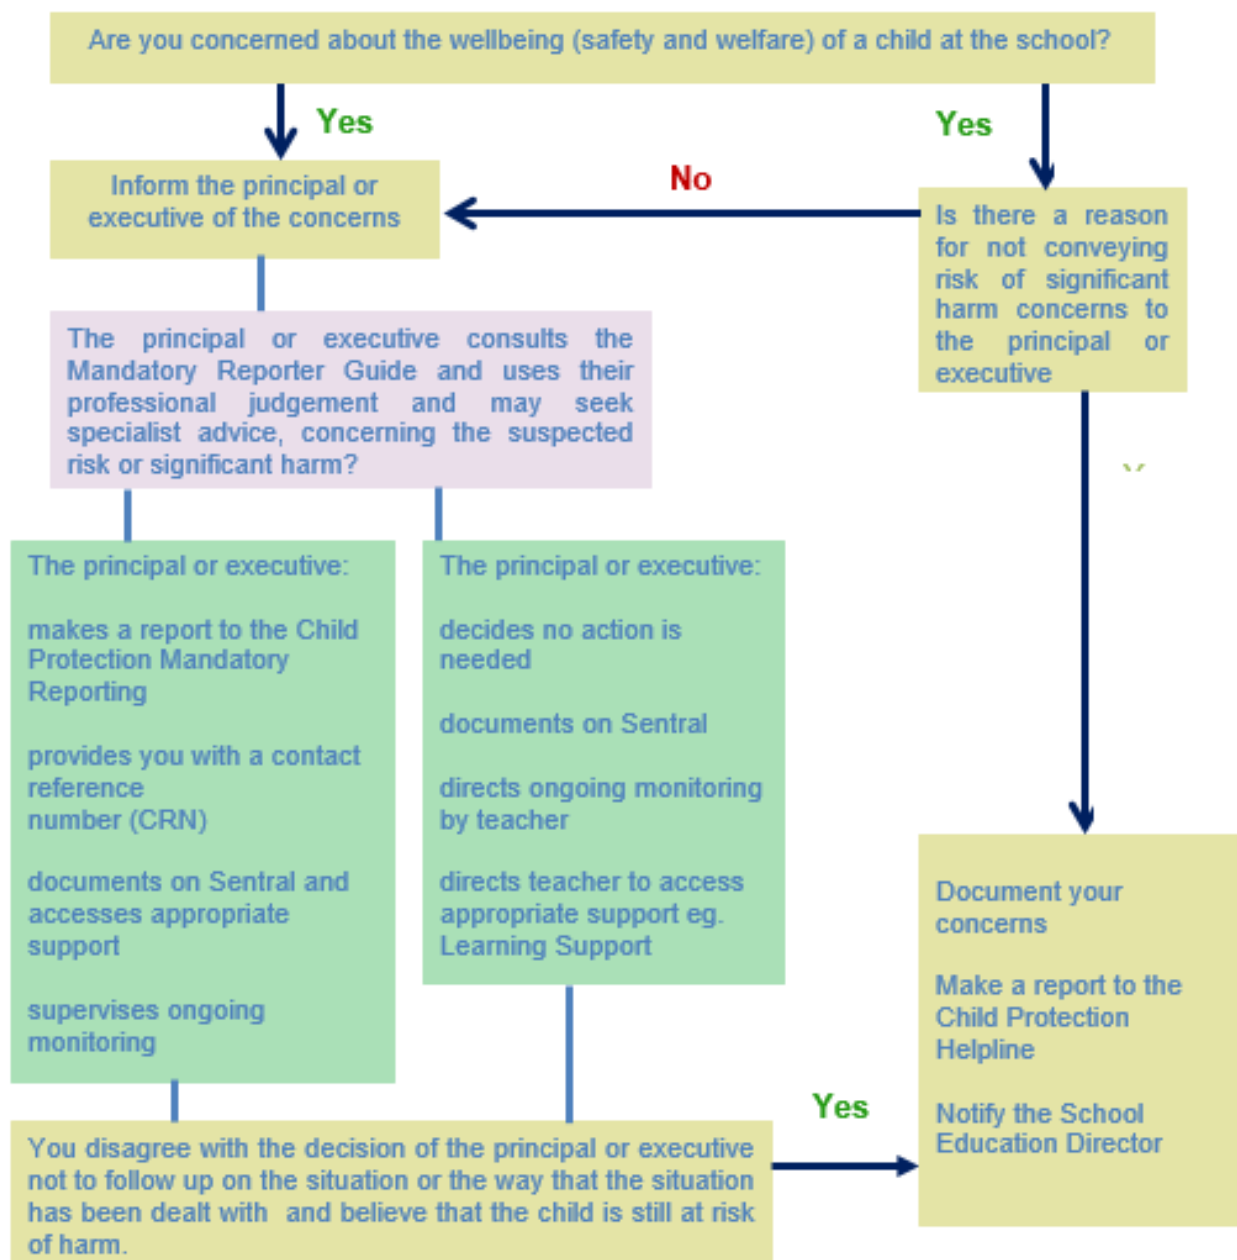 Are you concerned about the wellbeing (safety and welfare) of a child at the school?
Yes
Yes
No
Inform the principal or
executive of the concerns
Is there a reason
for not conveying
risk of significant
harm concerns to
the principal or
executive
The principal or executive consults the
Mandatory Reporter Guide and uses their
professional judgement and may seek
specialist advice, concerning the suspected
risk or significant harm?
The principal or executive:
makes a report to the Child
Protection Mandatory
Reporting
provides you with a contact
reference
number (CRN)
documents on Sentral and
accesses appropriate
support
supervises ongoing
monitoring
The principal or executive:
decides no action is
needed
documents on Sentral
directs ongoing monitoring
by teacher
directs teacher to access
appropriate support eg.
Learning Support
Document your
concerns
Make a report to the
Child Protection
Helpline
Notify the School
Education Director
Yes
You disagree with the decision of the principal or executive
not to follow up on the situation or the way that the situation
has been dealt with and believe that the child is still at risk
of harm.